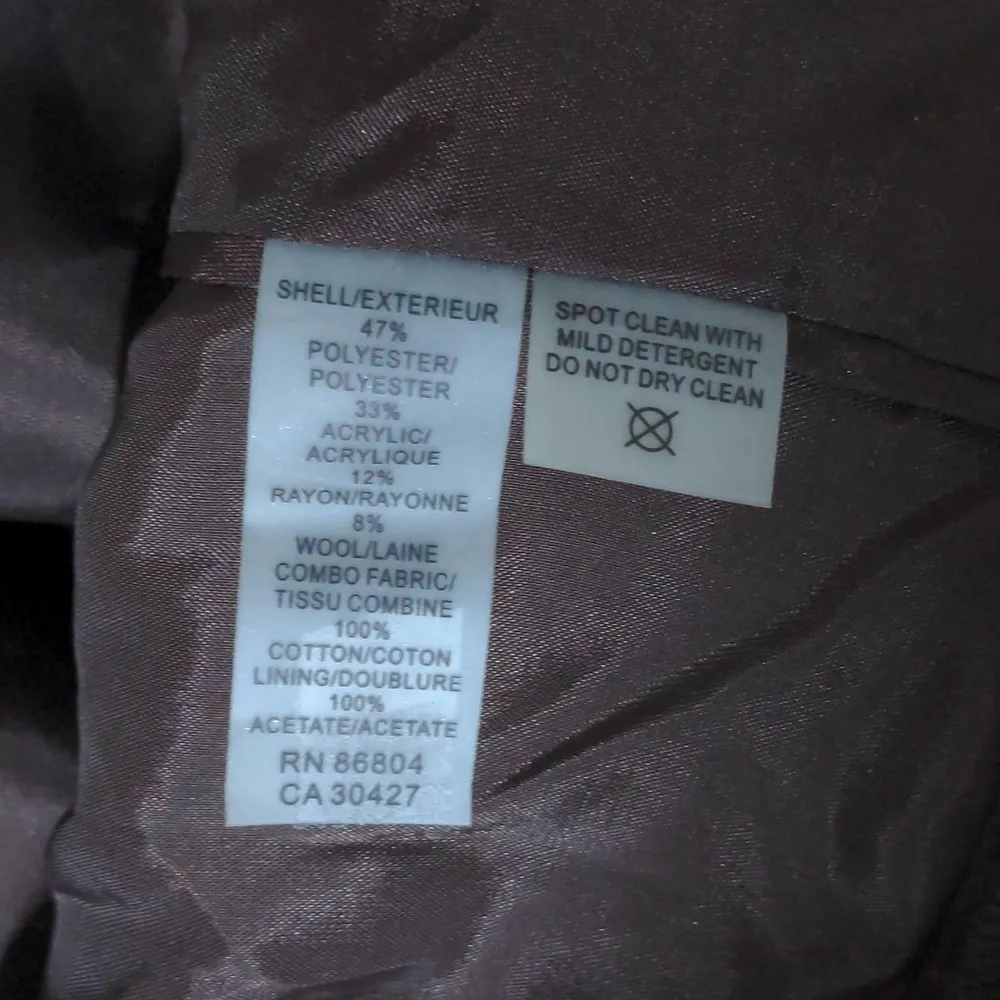 SHELL/EXTERIEUR
47%
POLYESTER/
POLYESTER
33%
ACRYLIC/
ACRYLIQUE
12%
RAYON/RAYONNE
8%
WOOL/LAINE
COMBO FABRIC/
TISSU COMBINE
100%
COTTON/COTON
LINING/DOUBLURE
100%
ACETATE/ACETATE
RN 86804
CA 30427
SPOT CLEAN WITH
MILD DETERGENT
DO NOT DRY CLEAN